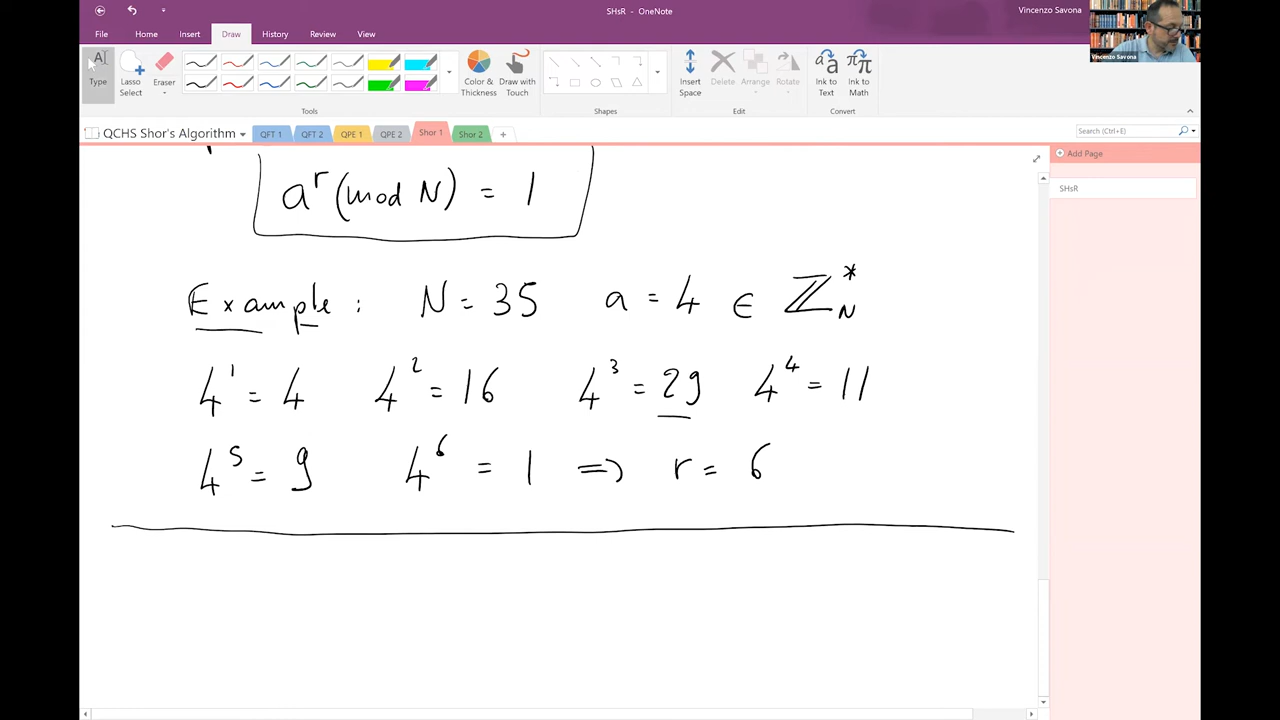 SHsR - OneNote
Vincenzo Savona
File Home Insert Draw History Review View
Type
Lasso Select
Eraser
Color & Thickness
Draw with Touch
Insert Space
Delete
Arrange
Rotate
Ink to Text
Ink to Math
Tools
Shapes
Edit
Convert
Vincenzo Savona
QCHS Shor's Algorithm
QFT 1 QFT 2 QPE 1 QPE 2 Shor 1 Shor 2 +
Search (Ctrl+E)
Add Page
SHsR
a^r (mod N) = 1
Example : N = 35 a = 4 ∈ ℤ*_N
4^1 = 4 4^2 = 16 4^3 = 29 4^4 = 11
4^5 = 9 4^6 = 1 => r = 6